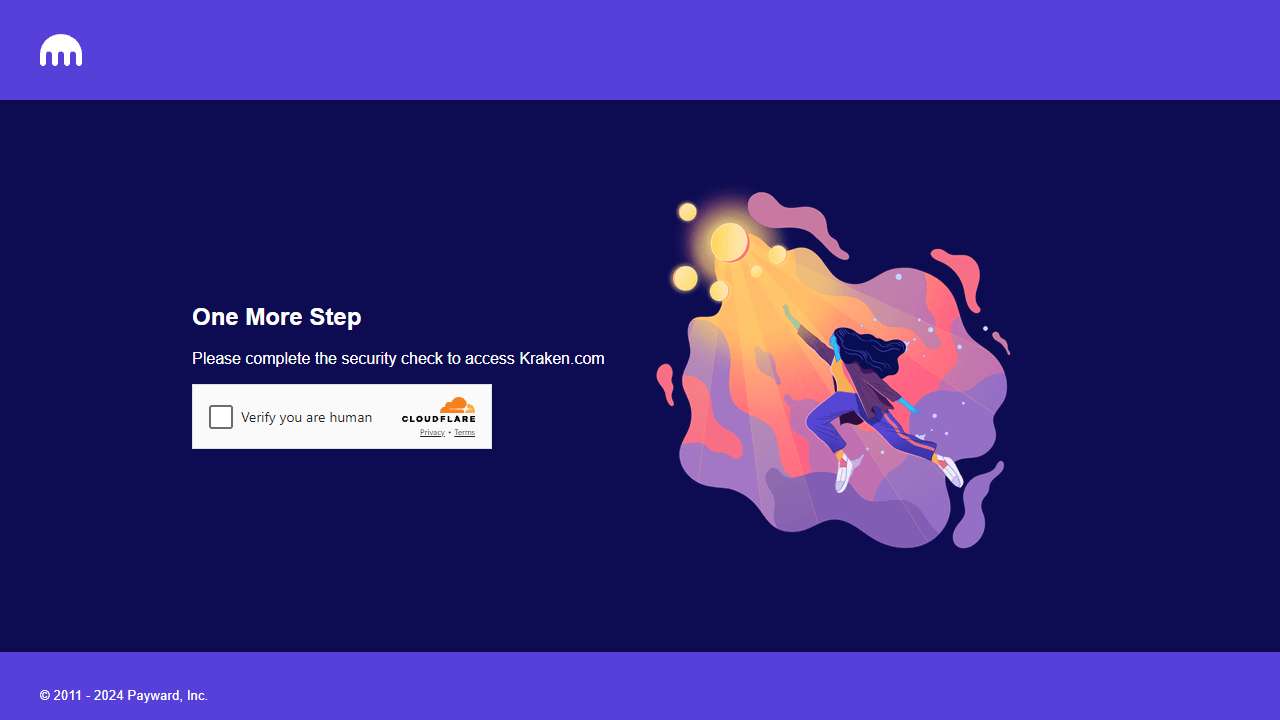 One More Step
Please complete the security check to access Kraken.com
Verify you are human
CLOUDFLARE
Privacy • Terms
© 2011 - 2024 Payward, Inc.